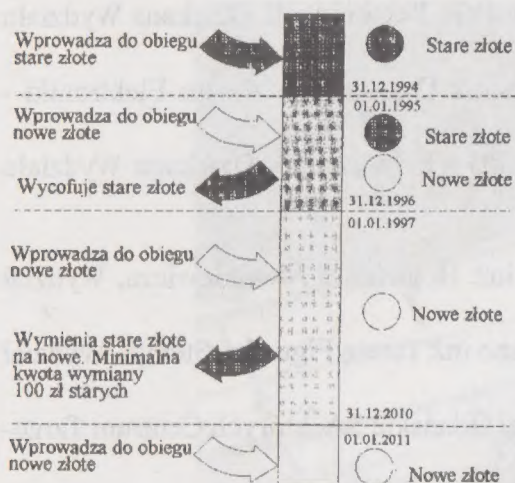 Wprowadza do obiegu
stare złote
Stare złote
31.12.1994
01.01.1995
Wprowadza do obiegu
nowe złote
Stare złote
Wycofuje stare złote
Nowe złote
31.12.1996
01.01.1997
Wprowadza do obiegu
nowe złote
Nowe złote
Wymienia stare złote
na nowe. Minimalna
kwota wymiany
100 zł starych
31.12.2010
01.01.2011
Wprowadza do obiegu
nowe złote
Nowe złote